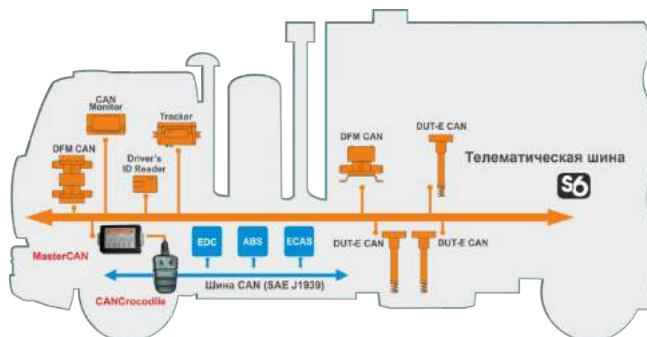 CAN
Monitor
Tracker
DFM CAN
Driver's
ID Reader
DFM CAN
DUT-E CAN
Телематическая шина
S6
MasterCAN
EDC
ABS
ECAS
DUT-E CAN
DUT-E CAN
CANCrocodile
Шина CAN (SAE J1939)